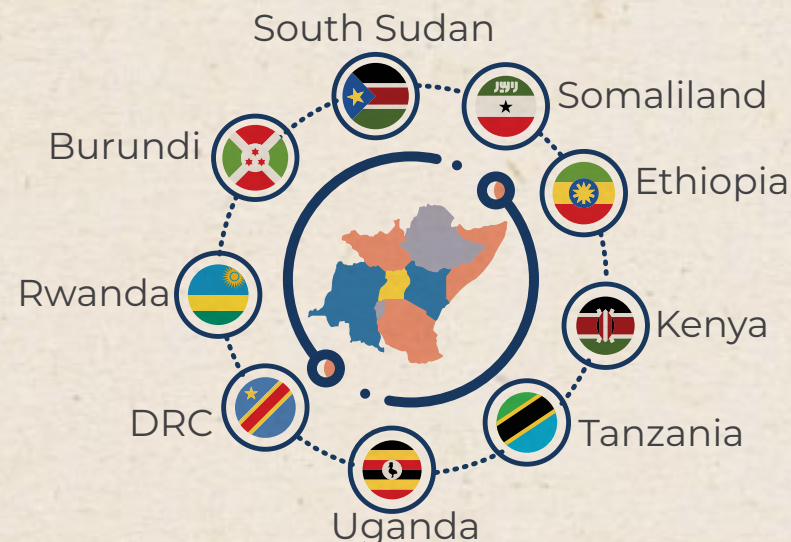 South Sudan
Somaliland
Burundi
Ethiopia
Rwanda
Kenya
DRC
Tanzania
Uganda